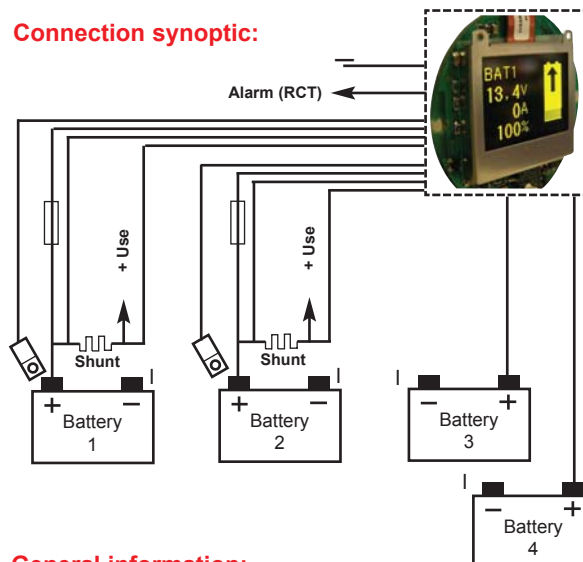 Connection synoptic:
Alarm (RCT)
BAT1
13.4V
0A
100%
+ Use
+ Use
Shunt
Shunt
+ −
Battery
1
+ −
Battery
2
− +
Battery
3
− +
Battery
4
General information: